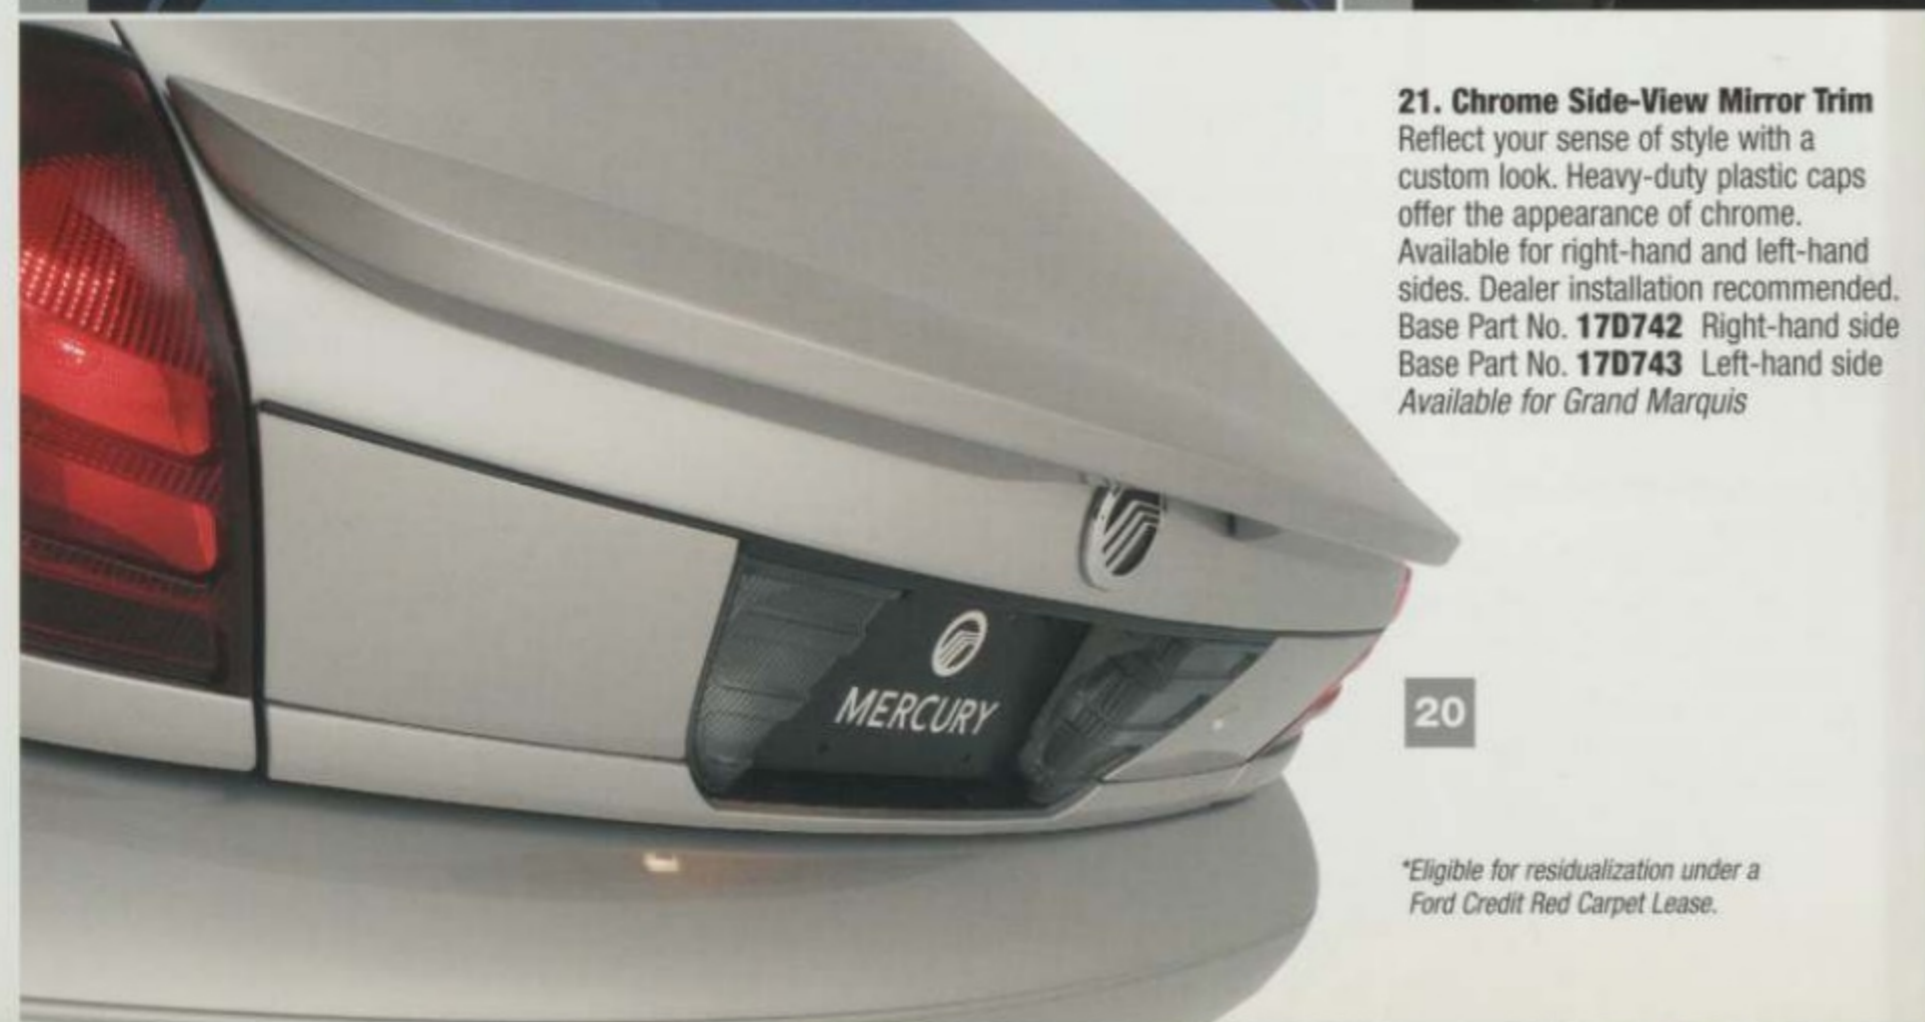 21. Chrome Side-View Mirror Trim
Reflect your sense of style with a
custom look. Heavy-duty plastic caps
offer the appearance of chrome.
Available for right-hand and left-hand
sides. Dealer installation recommended.
Base Part No. 17D742 Right-hand side
Base Part No. 17D743 Left-hand side
Available for Grand Marquis
MERCURY
20
*Eligible for residualization under a
Ford Credit Red Carpet Lease.